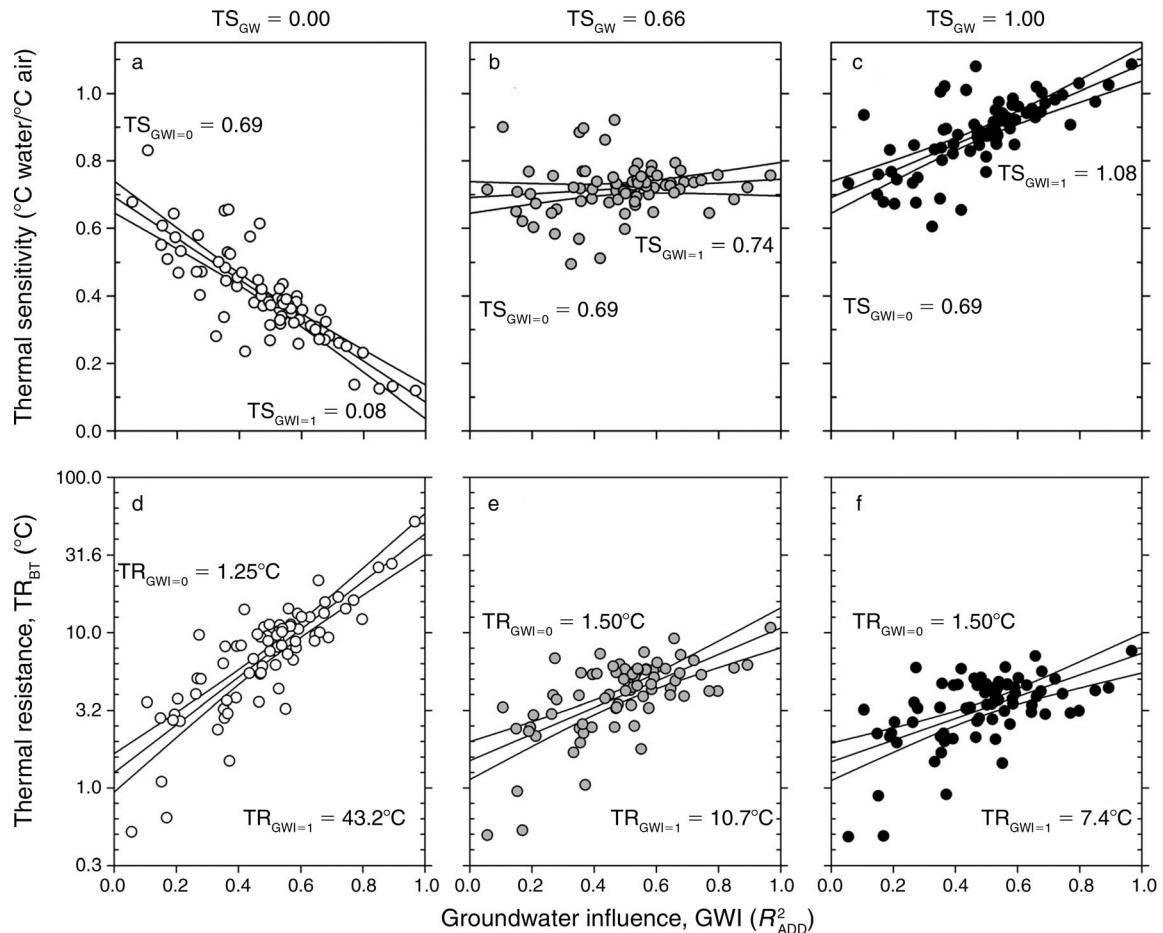 TS_GW = 0.00
TS_GW = 0.66
TS_GW = 1.00
Thermal sensitivity (°C water/°C air)
1.0
0.8
0.6
0.4
0.2
0.0
a
TS_GWI=0 = 0.69
TS_GWI=1 = 0.08
b
TS_GWI=1 = 0.74
TS_GWI=0 = 0.69
c
TS_GWI=1 = 1.08
TS_GWI=0 = 0.69
Thermal resistance, TR_BT (°C)
100.0
31.6
10.0
3.2
1.0
0.3
d
TR_GWI=0 = 1.25°C
TR_GWI=1 = 43.2°C
e
TR_GWI=0 = 1.50°C
TR_GWI=1 = 10.7°C
f
TR_GWI=0 = 1.50°C
TR_GWI=1 = 7.4°C
0.0 0.2 0.4 0.6 0.8 1.0
0.0 0.2 0.4 0.6 0.8 1.0
0.0 0.2 0.4 0.6 0.8 1.0
Groundwater influence, GWI (R²_ADD)